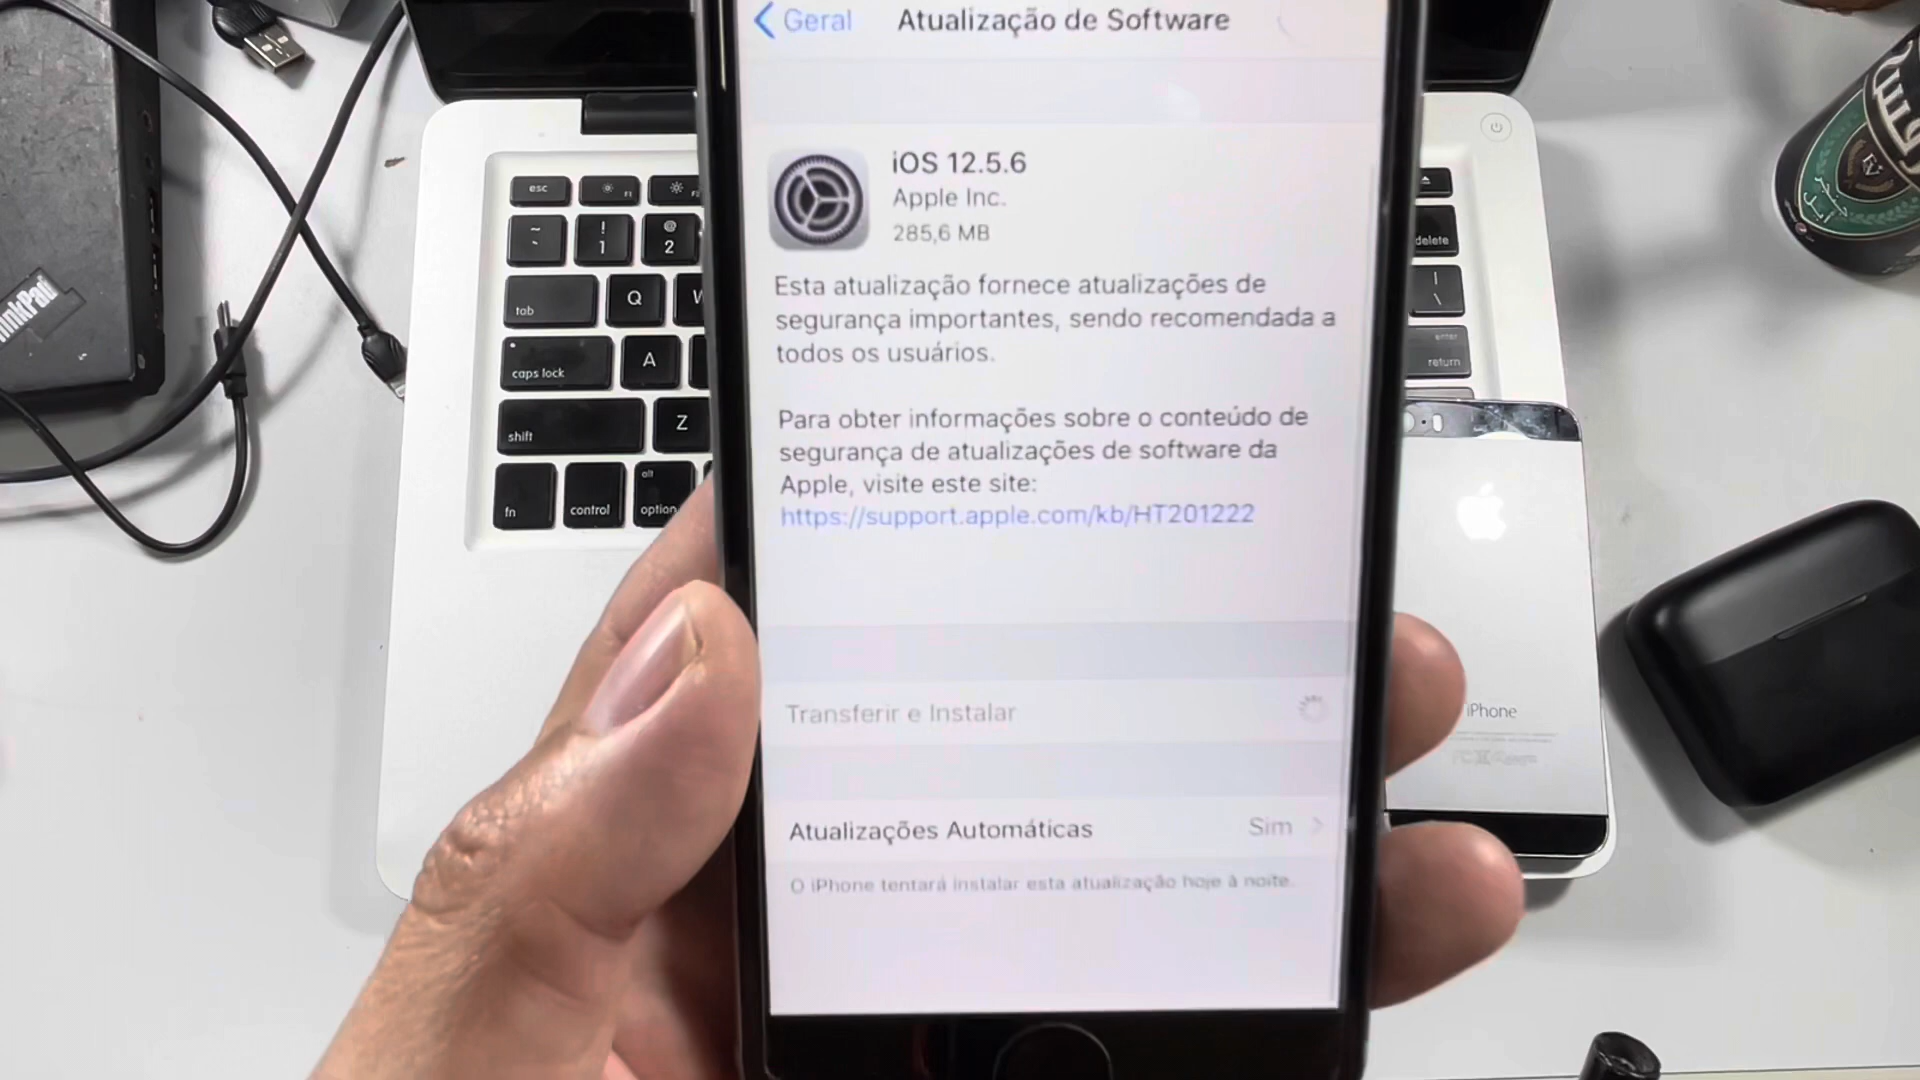 Geral
Atualização de Software
iOS 12.5.6
Apple Inc.
285,6 MB
Esta atualização fornece atualizações de
segurança importantes, sendo recomendada a
todos os usuários.
Para obter informações sobre o conteúdo de
segurança de atualizações de software da
Apple, visite este site:
https://support.apple.com/kb/HT201222
Transferir e Instalar
Atualizações Automáticas
Sim
O iPhone tentará instalar esta atualização hoje à noite.
esc
F1
F2
~
`
!
1
@
2
tab
Q
W
caps lock
A
shift
Z
fn
control
alt
option
delete
|
\
enter
return
iPhone